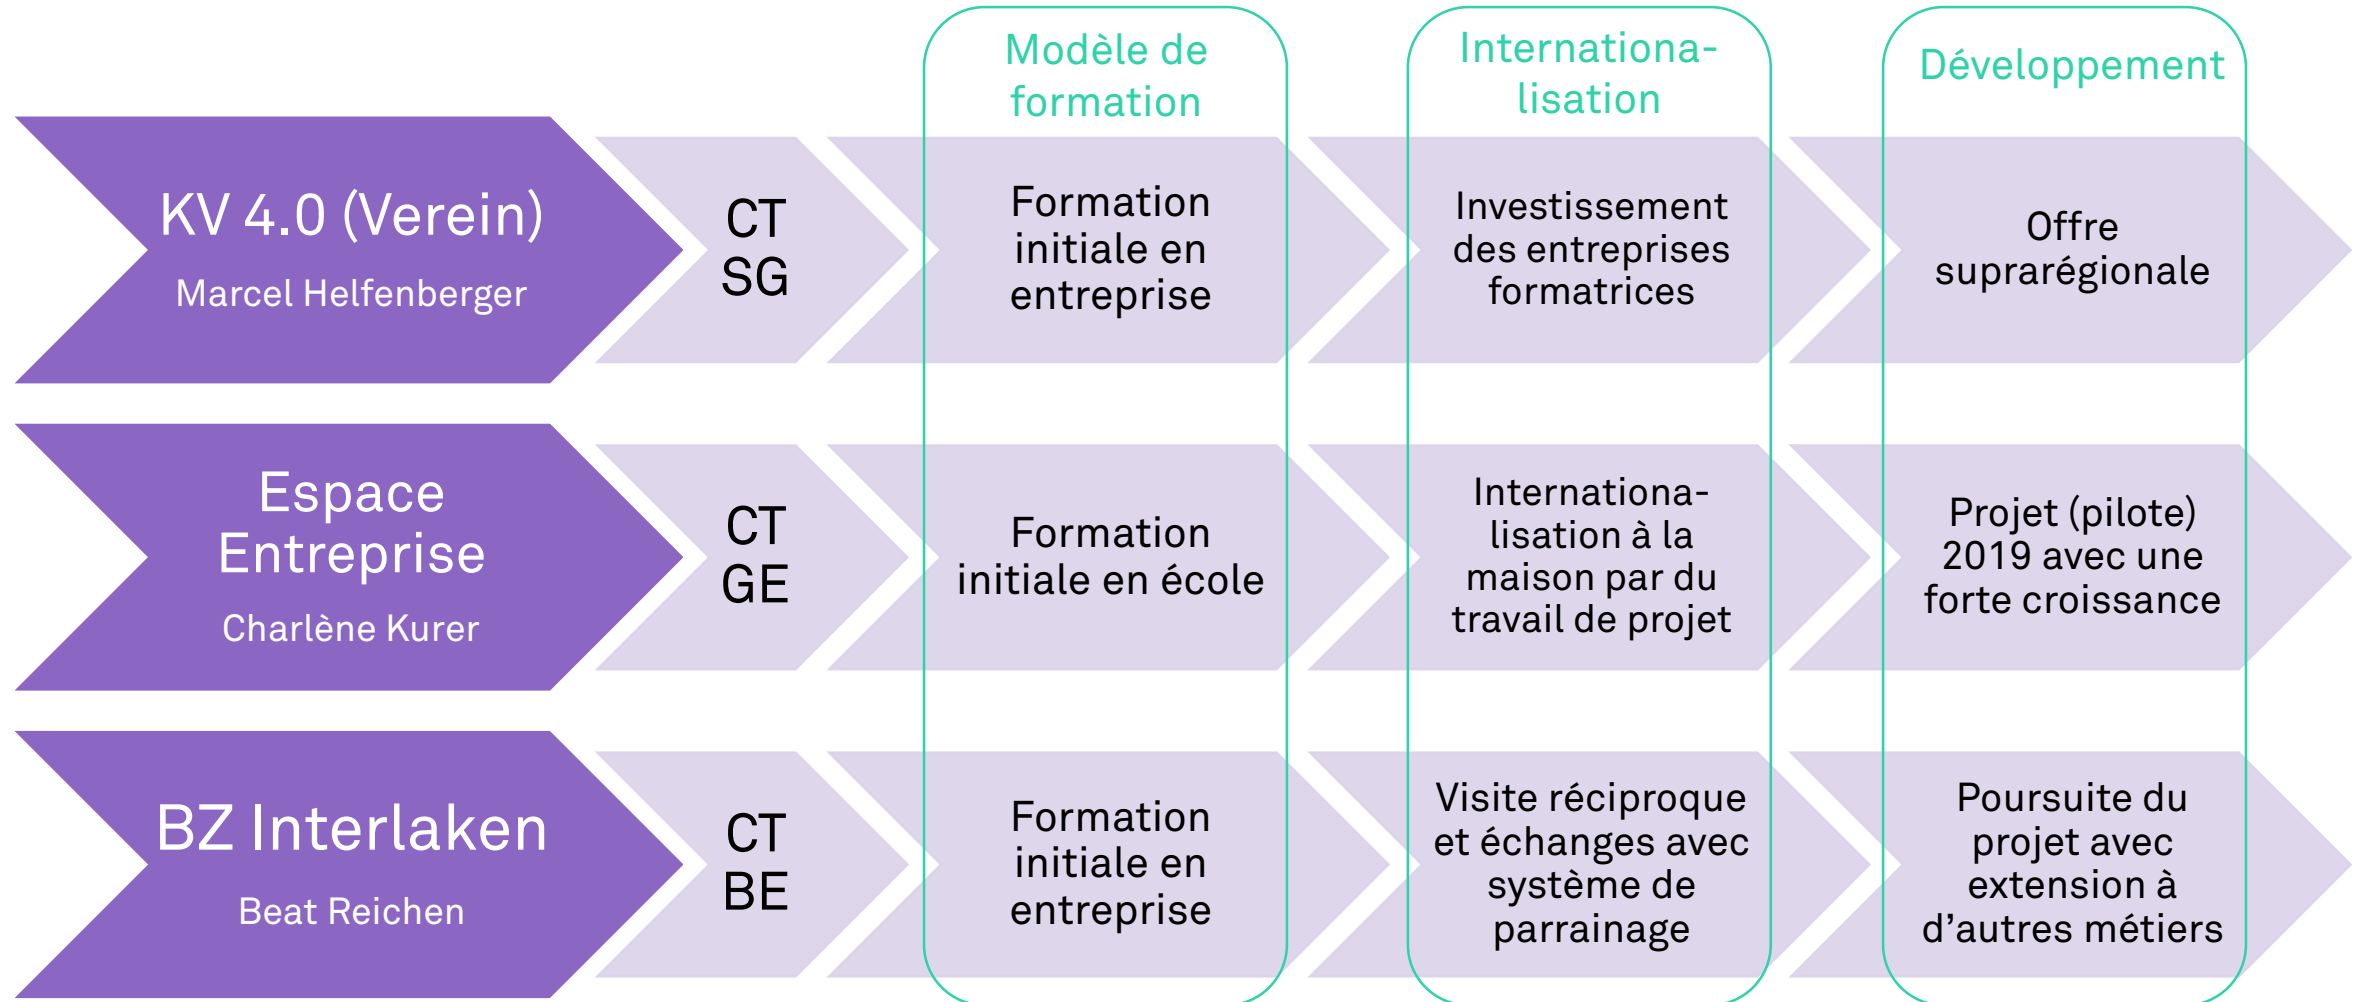 Modèle de
formation
Internationa-
lisation
Développement
KV 4.0 (Verein)
Marcel Helfenberger
CT
SG
Formation
initiale en
entreprise
Investissement
des entreprises
formatrices
Offre
suprarégionale
Espace
Entreprise
Charlène Kurer
CT
GE
Formation
initiale en école
Internationa-
lisation à la
maison par du
travail de projet
Projet (pilote)
2019 avec une
forte croissance
BZ Interlaken
Beat Reichen
CT
BE
Formation
initiale en
entreprise
Visite réciproque
et échanges avec
système de
parrainage
Poursuite du
projet avec
extension à
d’autres métiers